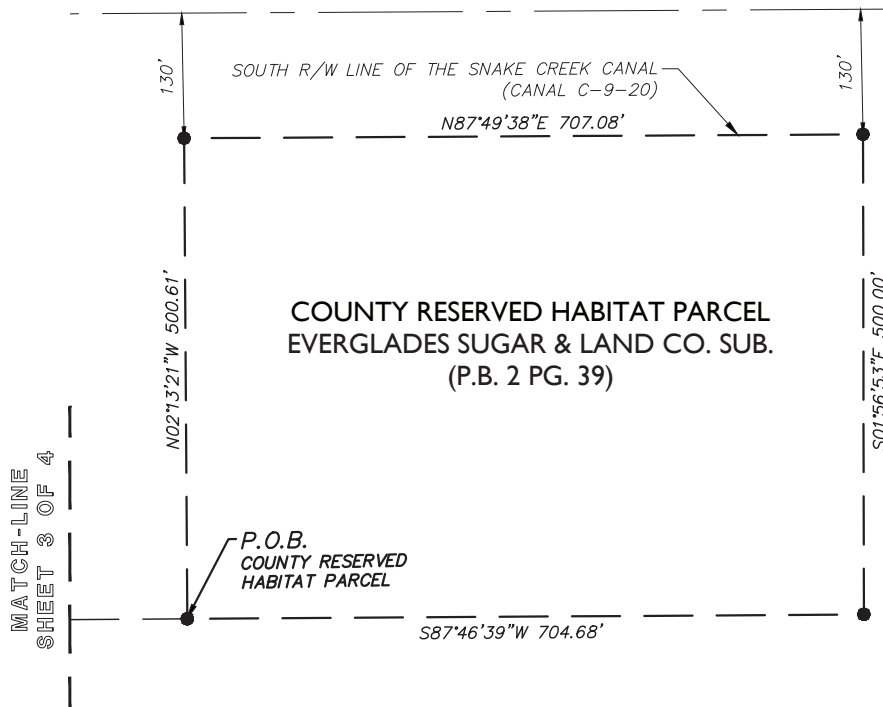 130'
130'
SOUTH R/W LINE OF THE SNAKE CREEK CANAL
(CANAL C-9-20)
N87°49'38"E 707.08'
N02°13'21"W 500.61'
COUNTY RESERVED HABITAT PARCEL
EVERGLADES SUGAR & LAND CO. SUB.
(P.B. 2 PG. 39)
S01°56'53"E 500.00'
MATCH-LINE
SHEET 3 OF 4
P.O.B.
COUNTY RESERVED
HABITAT PARCEL
S87°46'39"W 704.68'